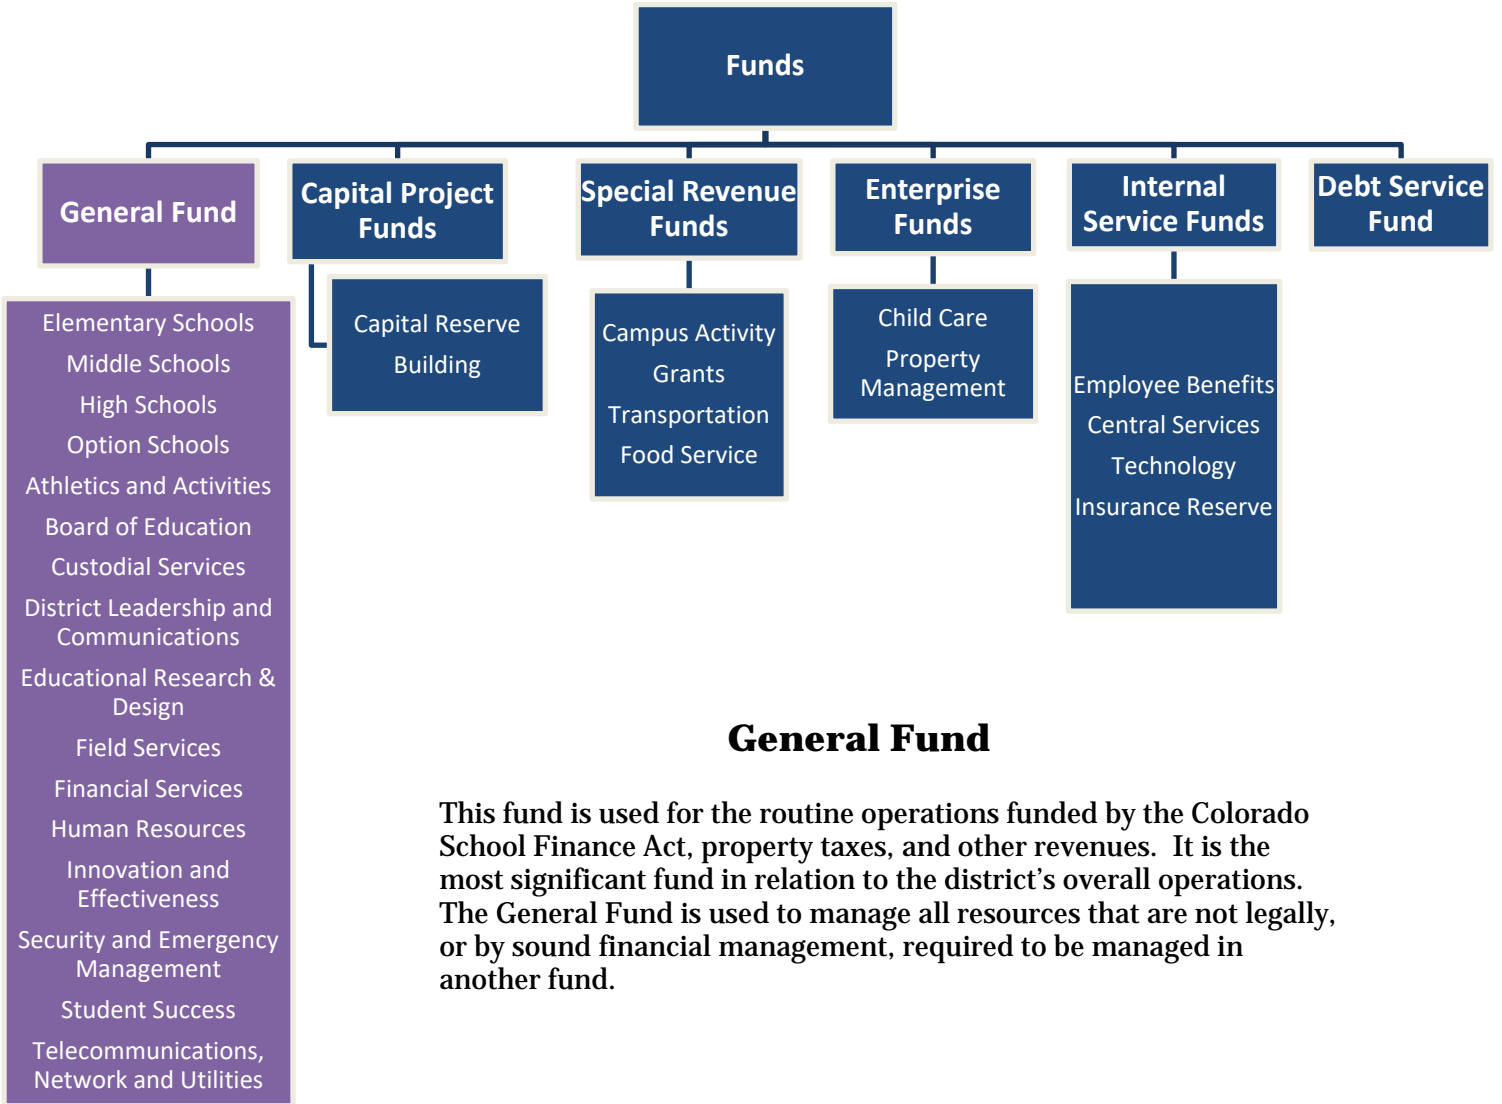 Funds
General Fund
Capital Project
Funds
Special Revenue
Funds
Enterprise
Funds
Internal
Service Funds
Debt Service
Fund
Elementary Schools
Middle Schools
High Schools
Option Schools
Athletics and Activities
Board of Education
Custodial Services
District Leadership and
Communications
Educational Research &
Design
Field Services
Financial Services
Human Resources
Innovation and
Effectiveness
Security and Emergency
Management
Student Success
Telecommunications,
Network and Utilities
Capital Reserve
Building
Campus Activity
Grants
Transportation
Food Service
Child Care
Property
Management
Employee Benefits
Central Services
Technology
Insurance Reserve
General Fund
This fund is used for the routine operations funded by the Colorado
School Finance Act, property taxes, and other revenues.  It is the
most significant fund in relation to the district’s overall operations.
The General Fund is used to manage all resources that are not legally,
or by sound financial management, required to be managed in
another fund.